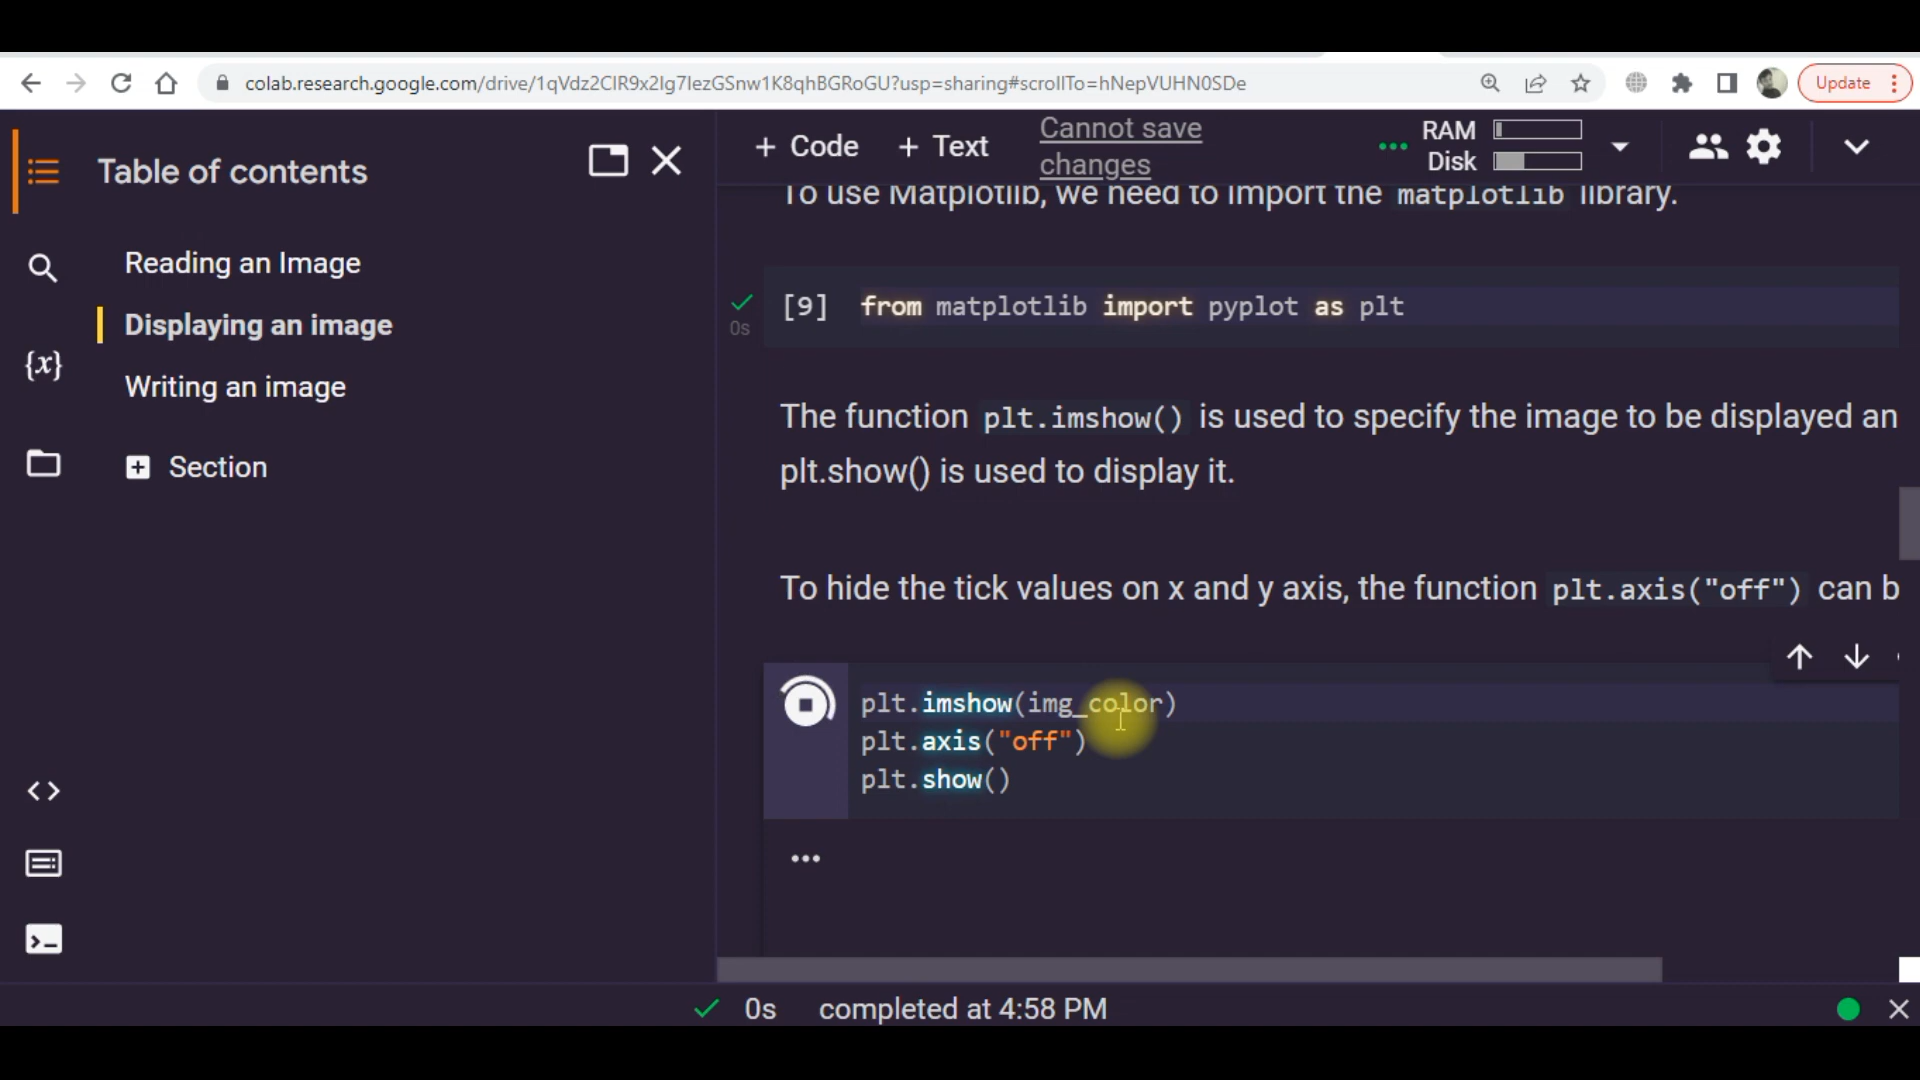 colab.research.google.com/drive/1qVdz2ClR9x2Ig7IezGSnw1K8qhBGRoGU?usp=sharing#scrollTo=hNepVUHN0SDe
Update
Table of contents
Reading an Image
Displaying an image
Writing an image
Section
{x}
+ Code
+ Text
Cannot save
changes
RAM
Disk
To use Matplotlib, we need to import the matplotlib library.
0s
[9] from matplotlib import pyplot as plt
The function plt.imshow() is used to specify the image to be displayed an
plt.show() is used to display it.
To hide the tick values on x and y axis, the function plt.axis("off") can b
plt.imshow(img_color)
plt.axis("off")
plt.show()
0s completed at 4:58 PM